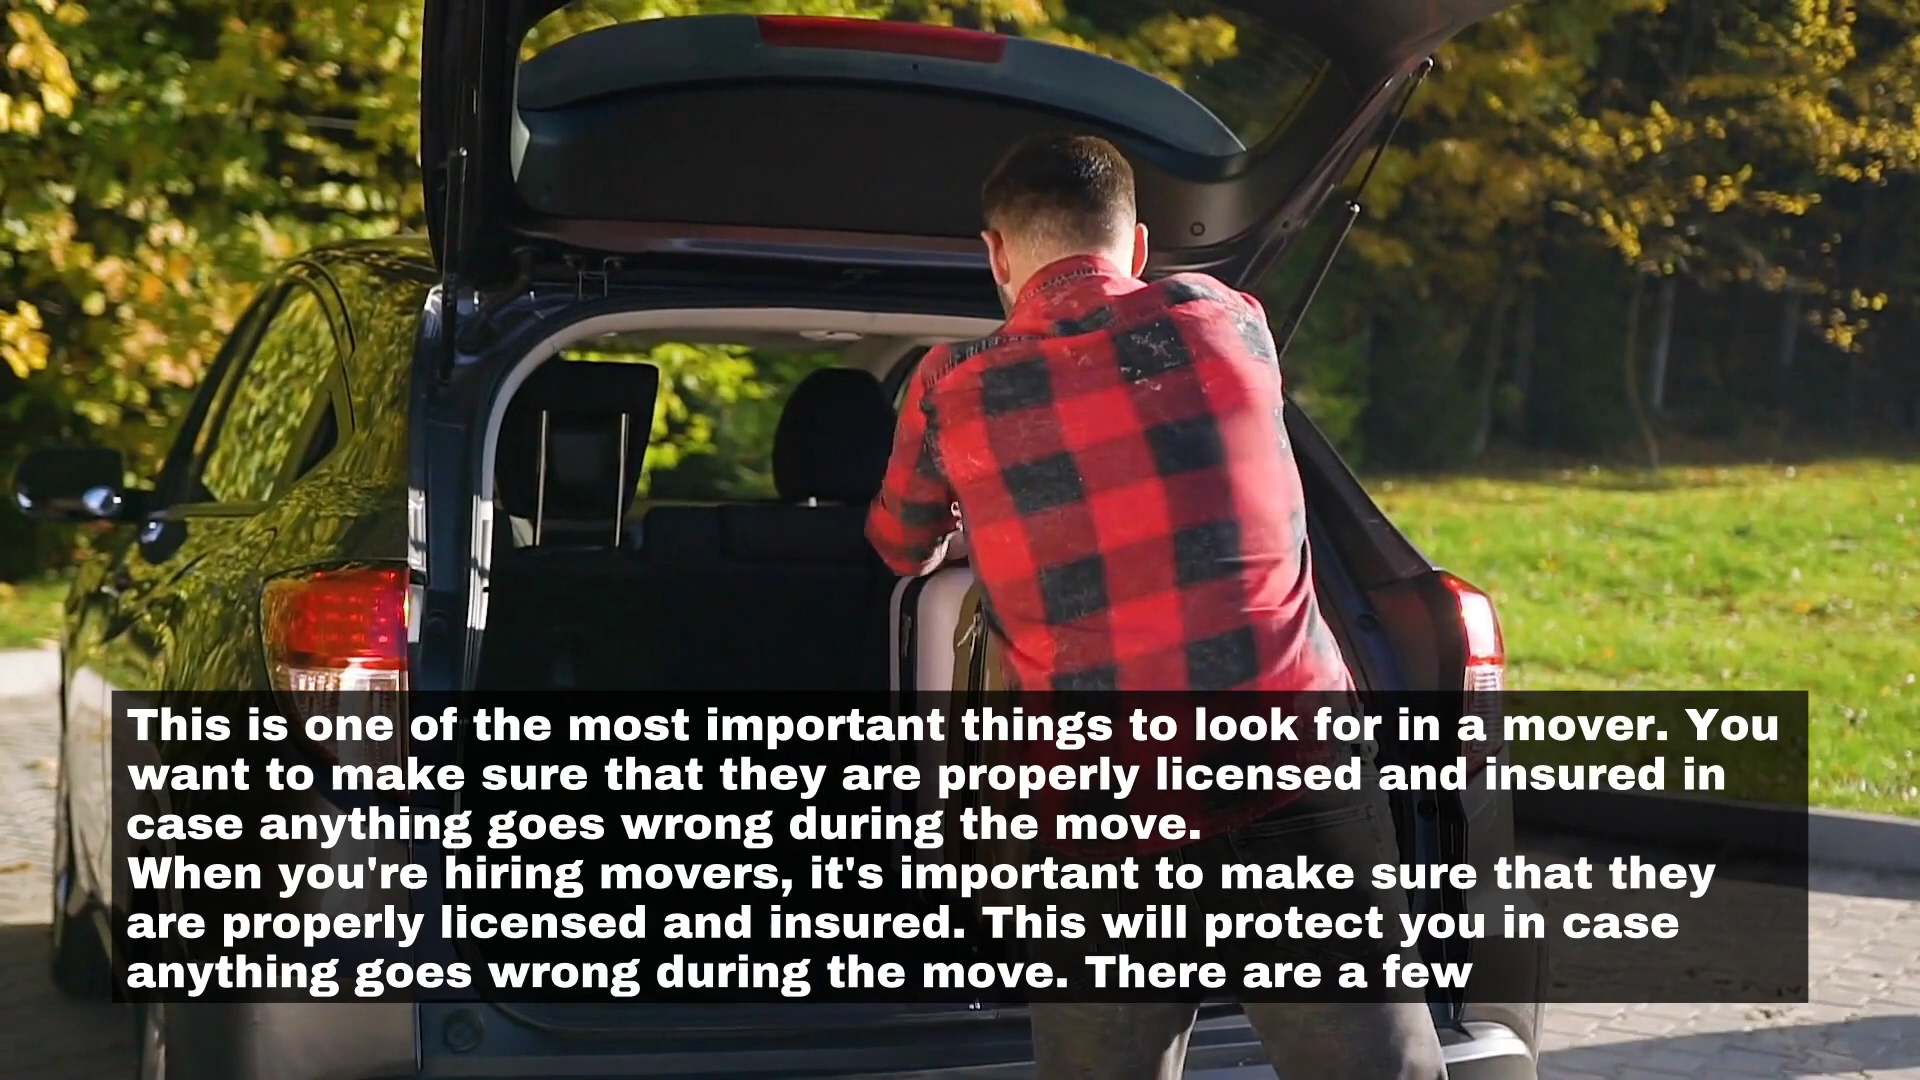 This is one of the most important things to look for in a mover. You
want to make sure that they are properly licensed and insured in
case anything goes wrong during the move.
When you're hiring movers, it's important to make sure that they
are properly licensed and insured. This will protect you in case
anything goes wrong during the move. There are a few